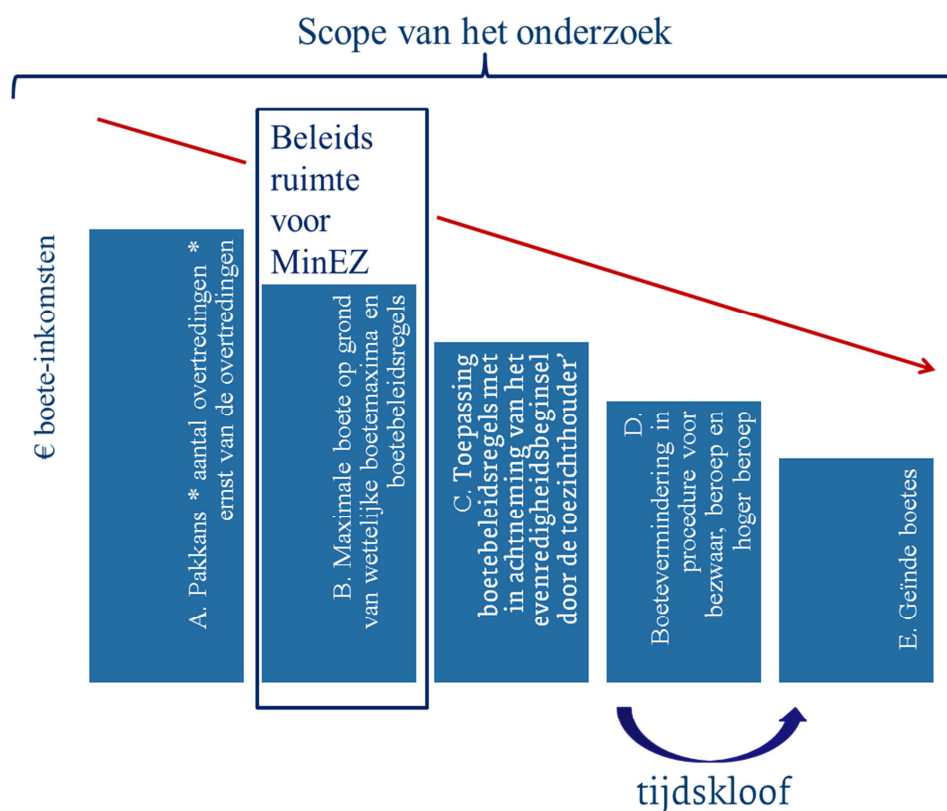 Scope van het onderzoek
€ boete-inkomsten
Beleids
ruimte
voor
MinEZ
A. Pakkans * aantal overtredingen *
ernst van de overtredingen
B. Maximale boete op grond
van wettelijke boetemaxima en
boetebeleidsregels
C. Toepassing
boetebeleidsregels met
in achtneming van het
evenredigheidsbeginsel
door de toezichthouder’
D.
Boetevermindering in
procedure voor
bezwaar, beroep en
hoger beroep
E. Geïnde boetes
tijdskloof